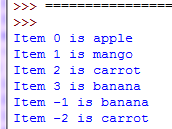 >>> ================
>>>
Item 0 is apple
Item 1 is mango
Item 2 is carrot
Item 3 is banana
Item -1 is banana
Item -2 is carrot